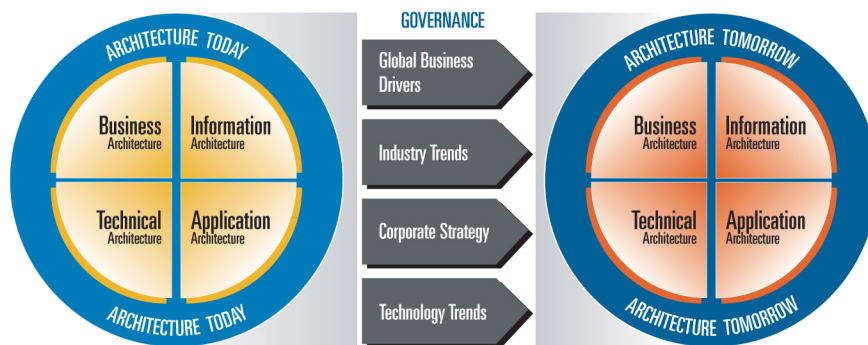 ARCHITECTURE TODAY
Business
Architecture
Information
Architecture
Technical
Architecture
Application
Architecture
ARCHITECTURE TODAY
GOVERNANCE
Global Business
Drivers
Industry Trends
Corporate Strategy
Technology Trends
ARCHITECTURE TOMORROW
Business
Architecture
Information
Architecture
Technical
Architecture
Application
Architecture
ARCHITECTURE TOMORROW